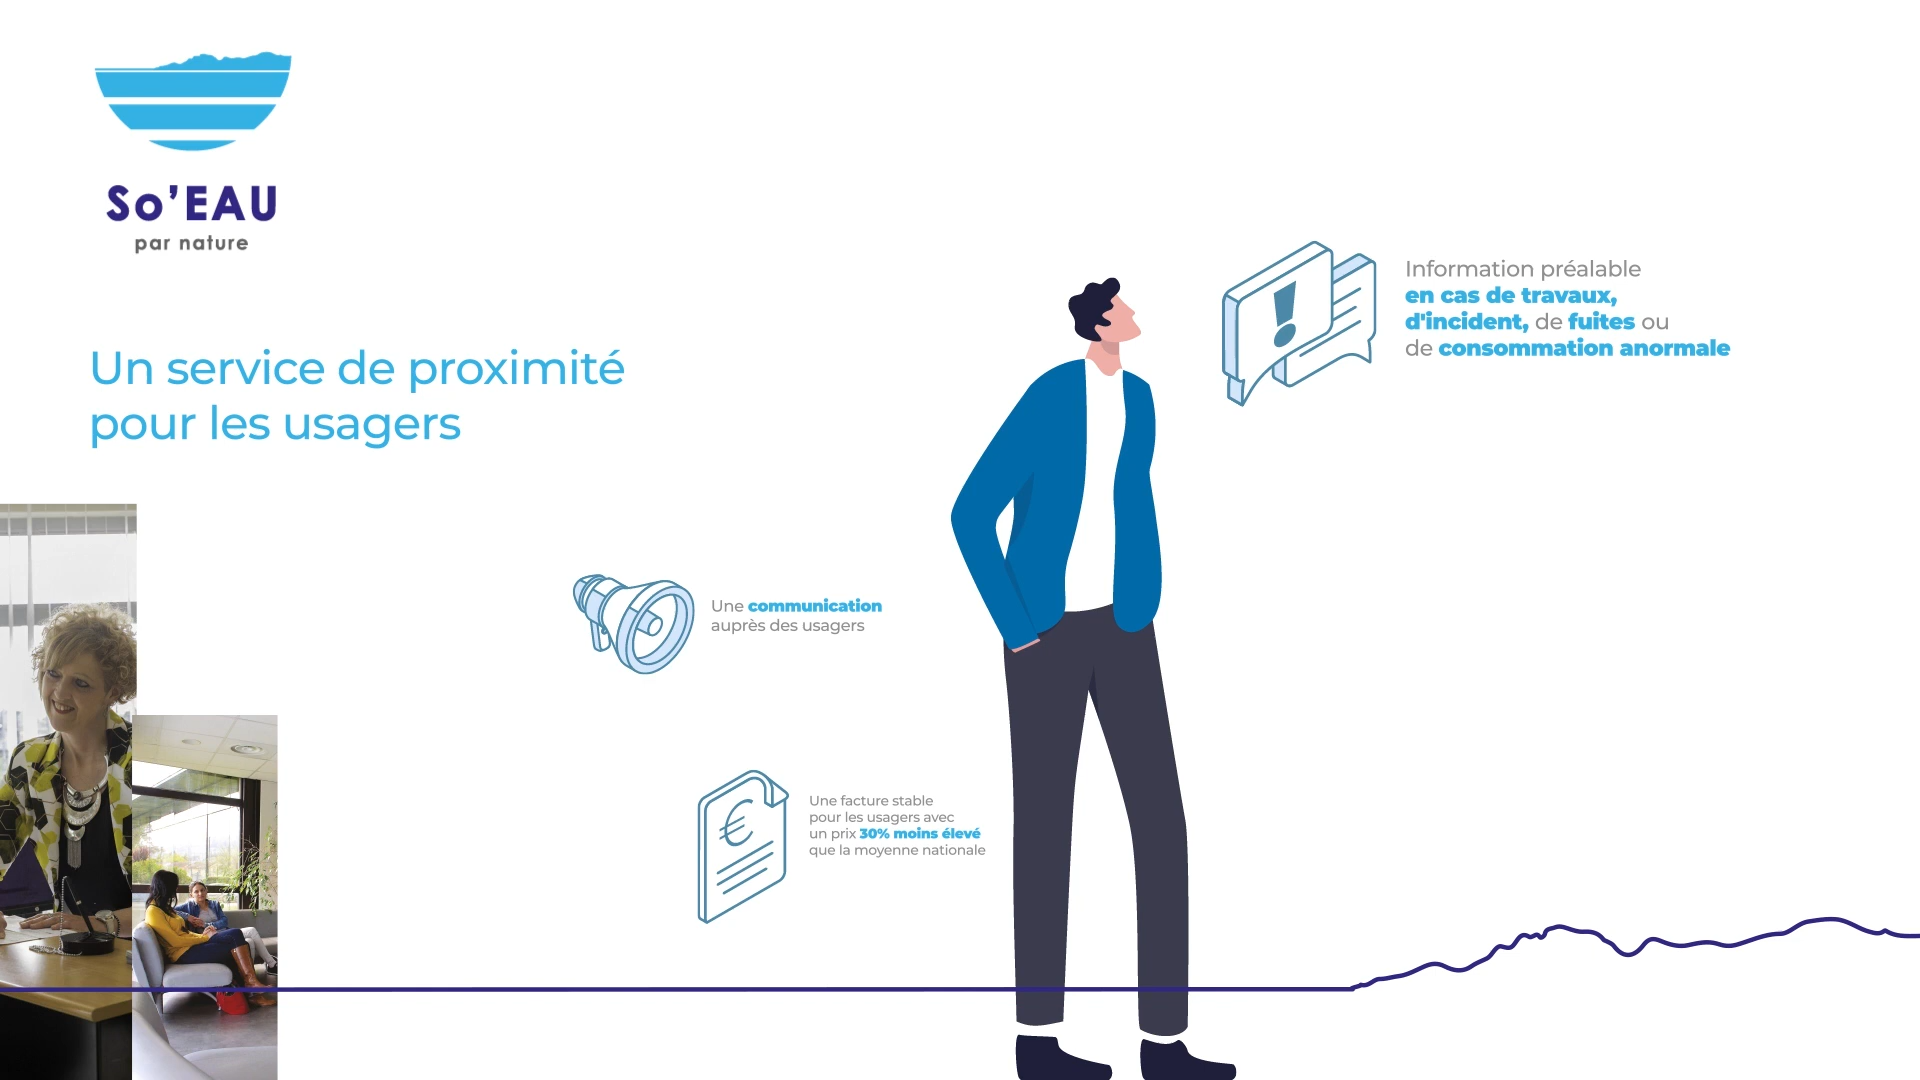 So'EAU
par nature
Un service de proximité
pour les usagers
Information préalable
en cas de travaux,
d'incident, de fuites ou
de consommation anormale
Une communication
auprès des usagers
Une facture stable
pour les usagers avec
un prix 30% moins élevé
que la moyenne nationale